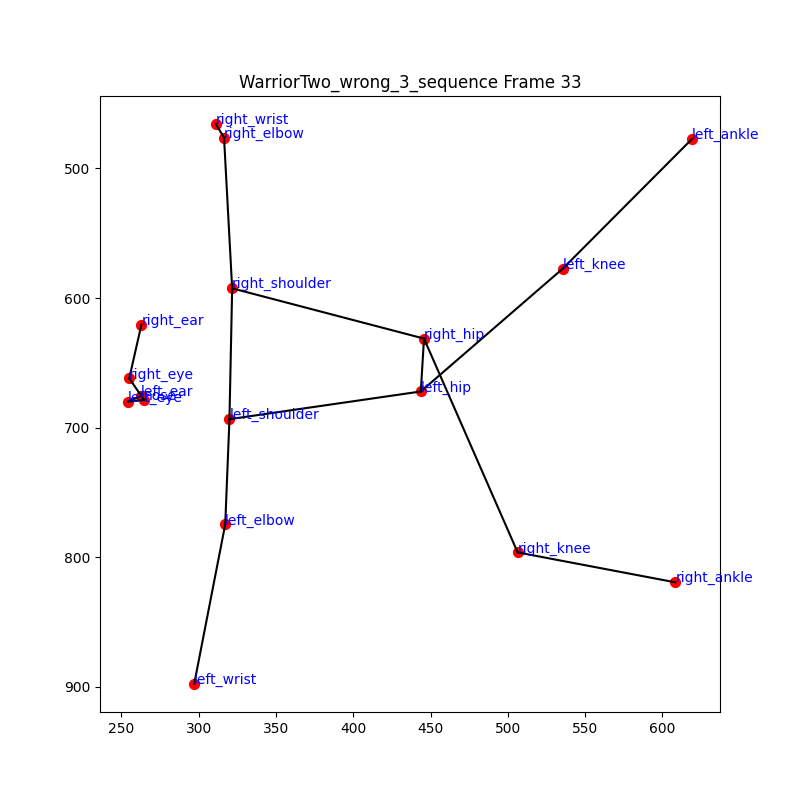 WarriorTwo_wrong_3_sequence Frame 33
right_wrist
right_elbow
left_ankle
500
left_knee
right_shoulder
600
right_ear
right_hip
right_eye
left_hip
left_ear
left_eye
left_shoulder
700
left_elbow
right_knee
800
right_ankle
left_wrist
900
250 300 350 400 450 500 550 600